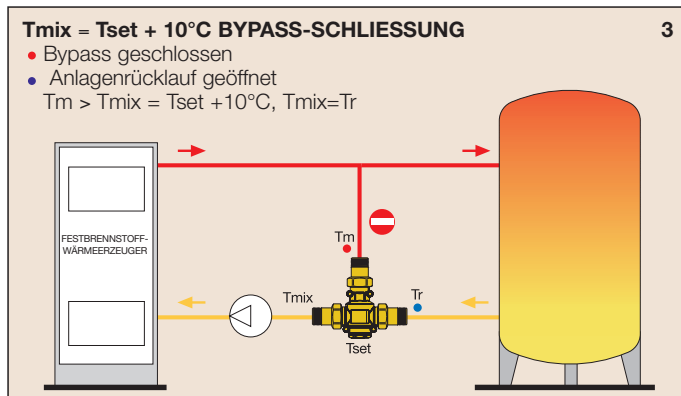 Tmix = Tset + 10°C BYPASS-SCHLIESSUNG 3
• Bypass geschlossen
• Anlagenrücklauf geöffnet
Tm > Tmix = Tset +10°C, Tmix=Tr
FESTBRENNSTOFF-
WÄRMEERZEUGER
Tm
Tmix
Tr
Tset